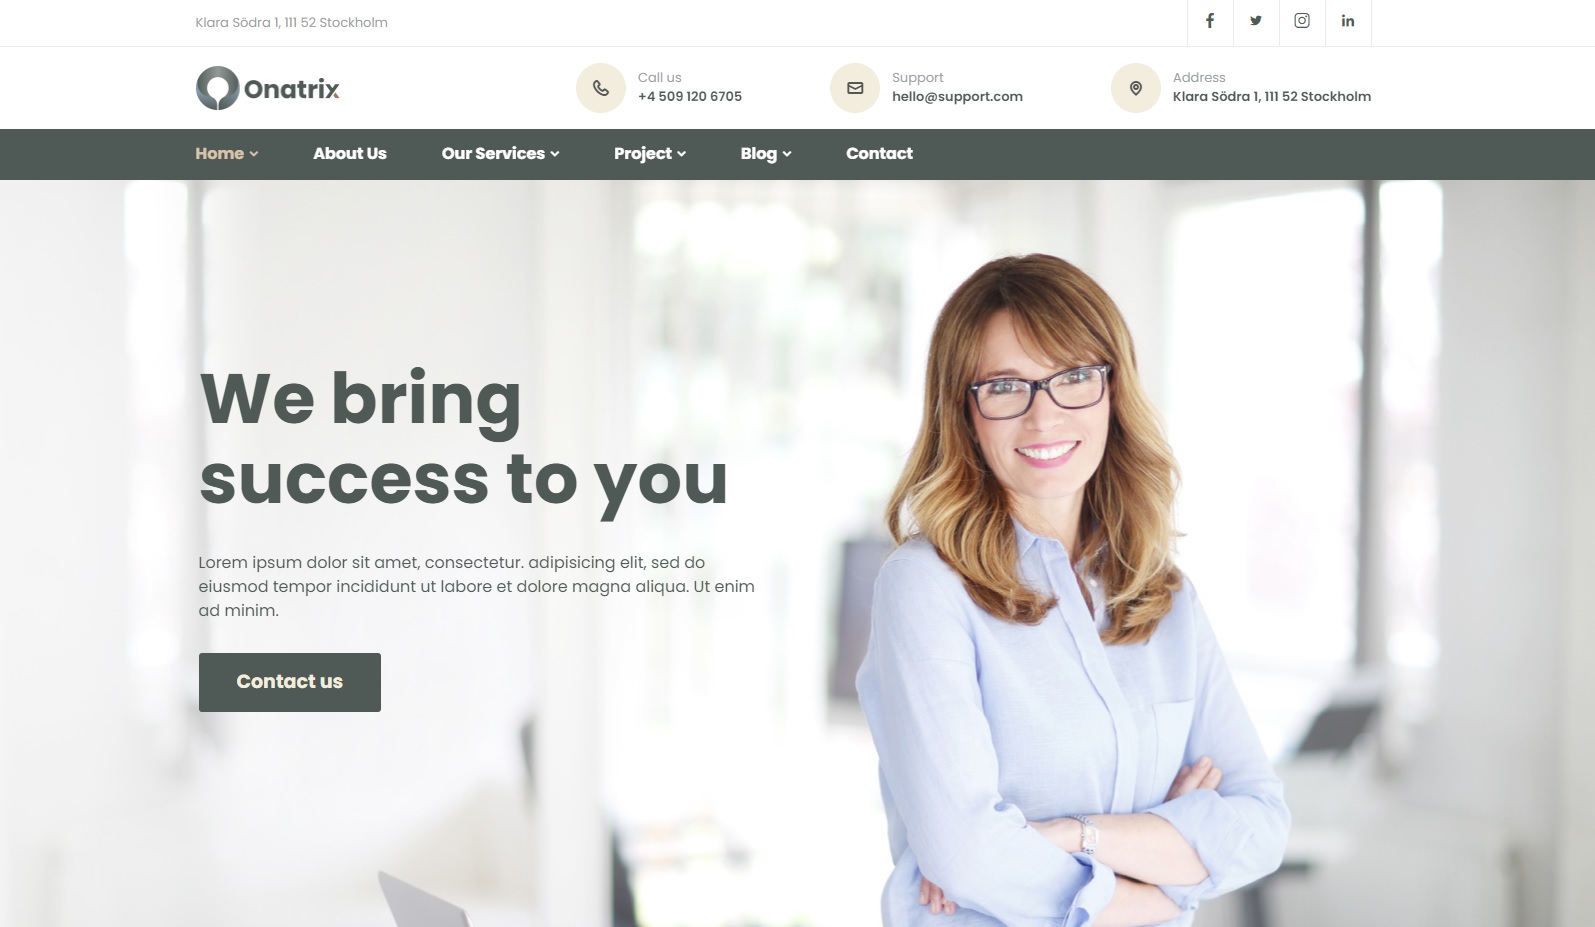 Klara Södra 1, 111 52 Stockholm
Onatrix
Call us
+4 509 120 6705
Support
hello@support.com
Address
Klara Södra 1, 111 52 Stockholm
Home
About Us
Our Services
Project
Blog
Contact
We bring
success to you
Lorem ipsum dolor sit amet, consectetur. adipisicing elit, sed do
eiusmod tempor incididunt ut labore et dolore magna aliqua. Ut enim
ad minim.
Contact us